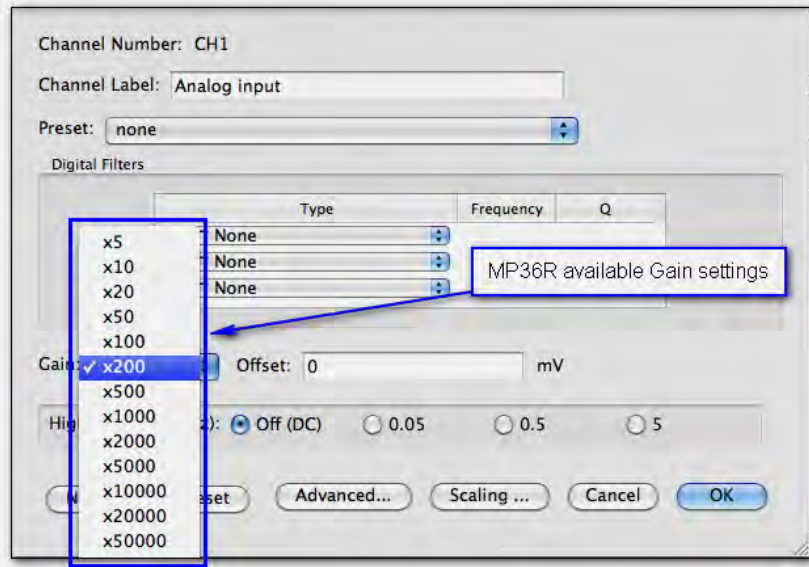 Channel Number: CH1
Channel Label: Analog input
Preset: none
Digital Filters
Type Frequency Q
None
None
None
MP36R available Gain settings
x5
x10
x20
x50
x100
Gain: ✓ x200 Offset: 0 mV
x500
x1000
x2000
x5000
x10000
x20000
x50000
Off (DC) 0.05 0.5 5
Advanced... Scaling ... Cancel OK